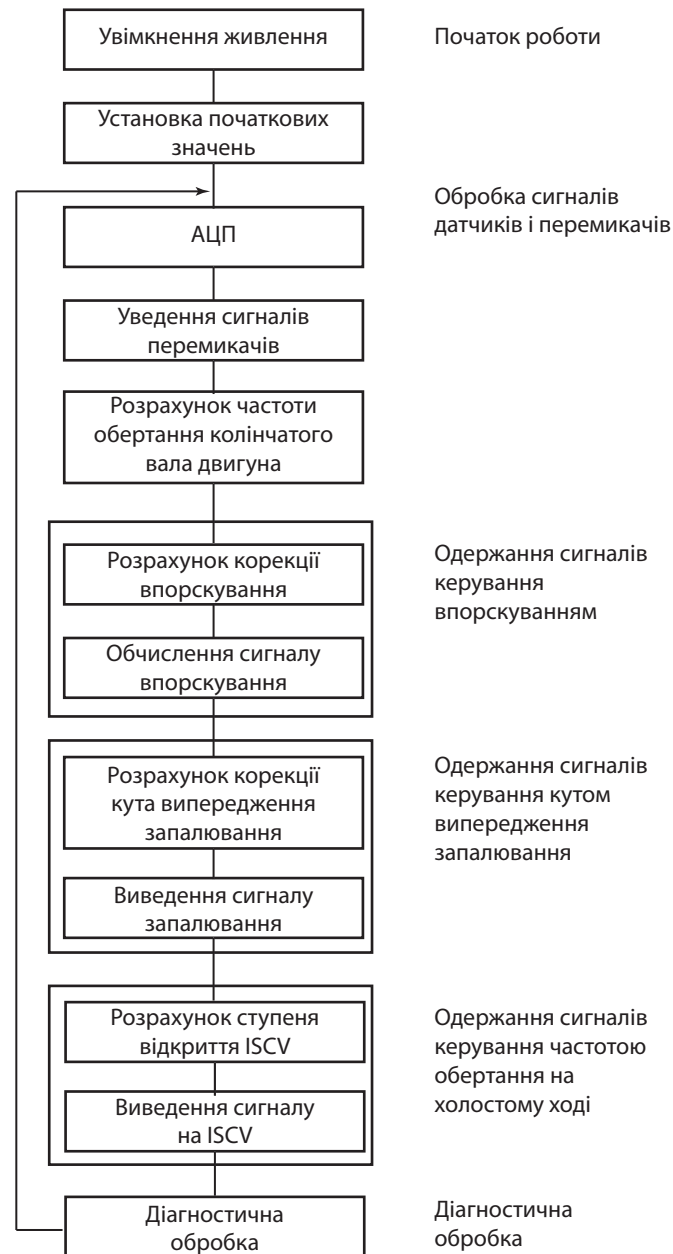 Увімкнення живлення
Початок роботи
Установка початкових
значень
Обробка сигналів
датчиків і перемикачів
АЦП
Уведення сигналів
перемикачів
Розрахунок частоти
обертання колінчатого
вала двигуна
Розрахунок корекції
впорскування
Обчислення сигналу
впорскування
Одержання сигналів
керування
впорскуванням
Розрахунок корекції
кута випередження
запалювання
Виведення сигналу
запалювання
Одержання сигналів
керування кутом
випередження
запалювання
Розрахунок ступеня
відкриття ISCV
Виведення сигналу
на ISCV
Одержання сигналів
керування частотою
обертання на
холостому ході
Діагностична
обробка
Діагностична
обробка